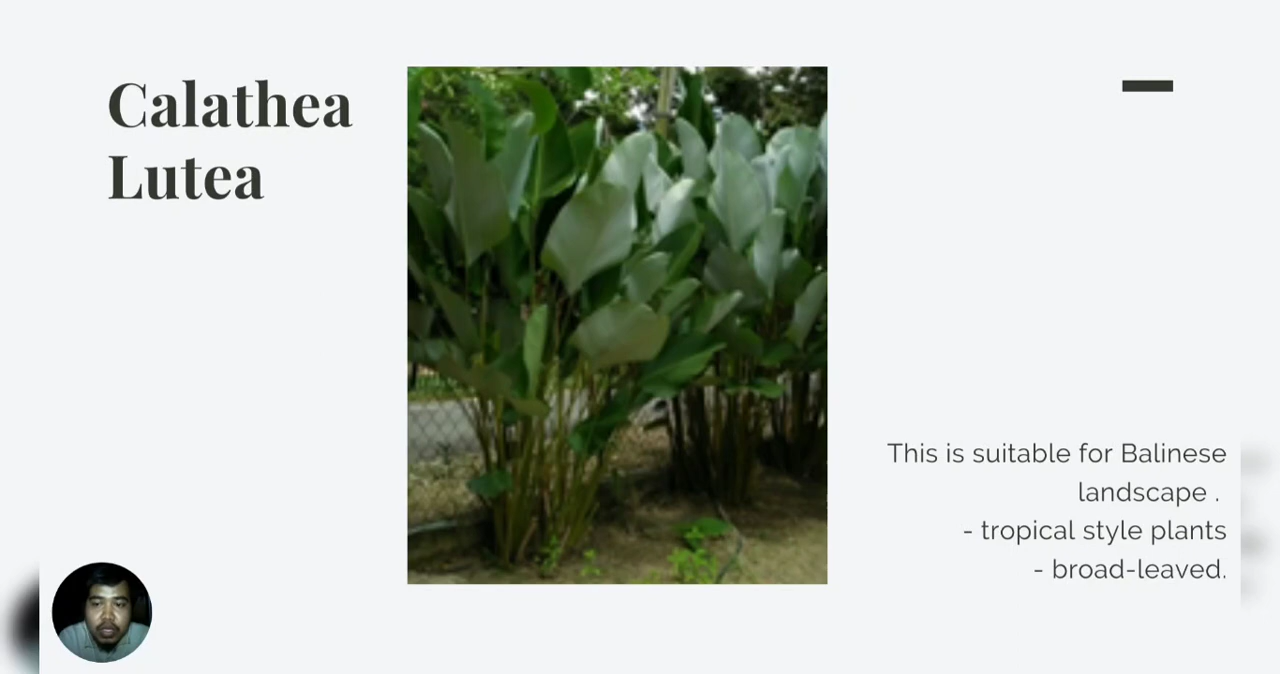 Calathea
Lutea
This is suitable for Balinese
landscape .
- tropical style plants
- broad-leaved.